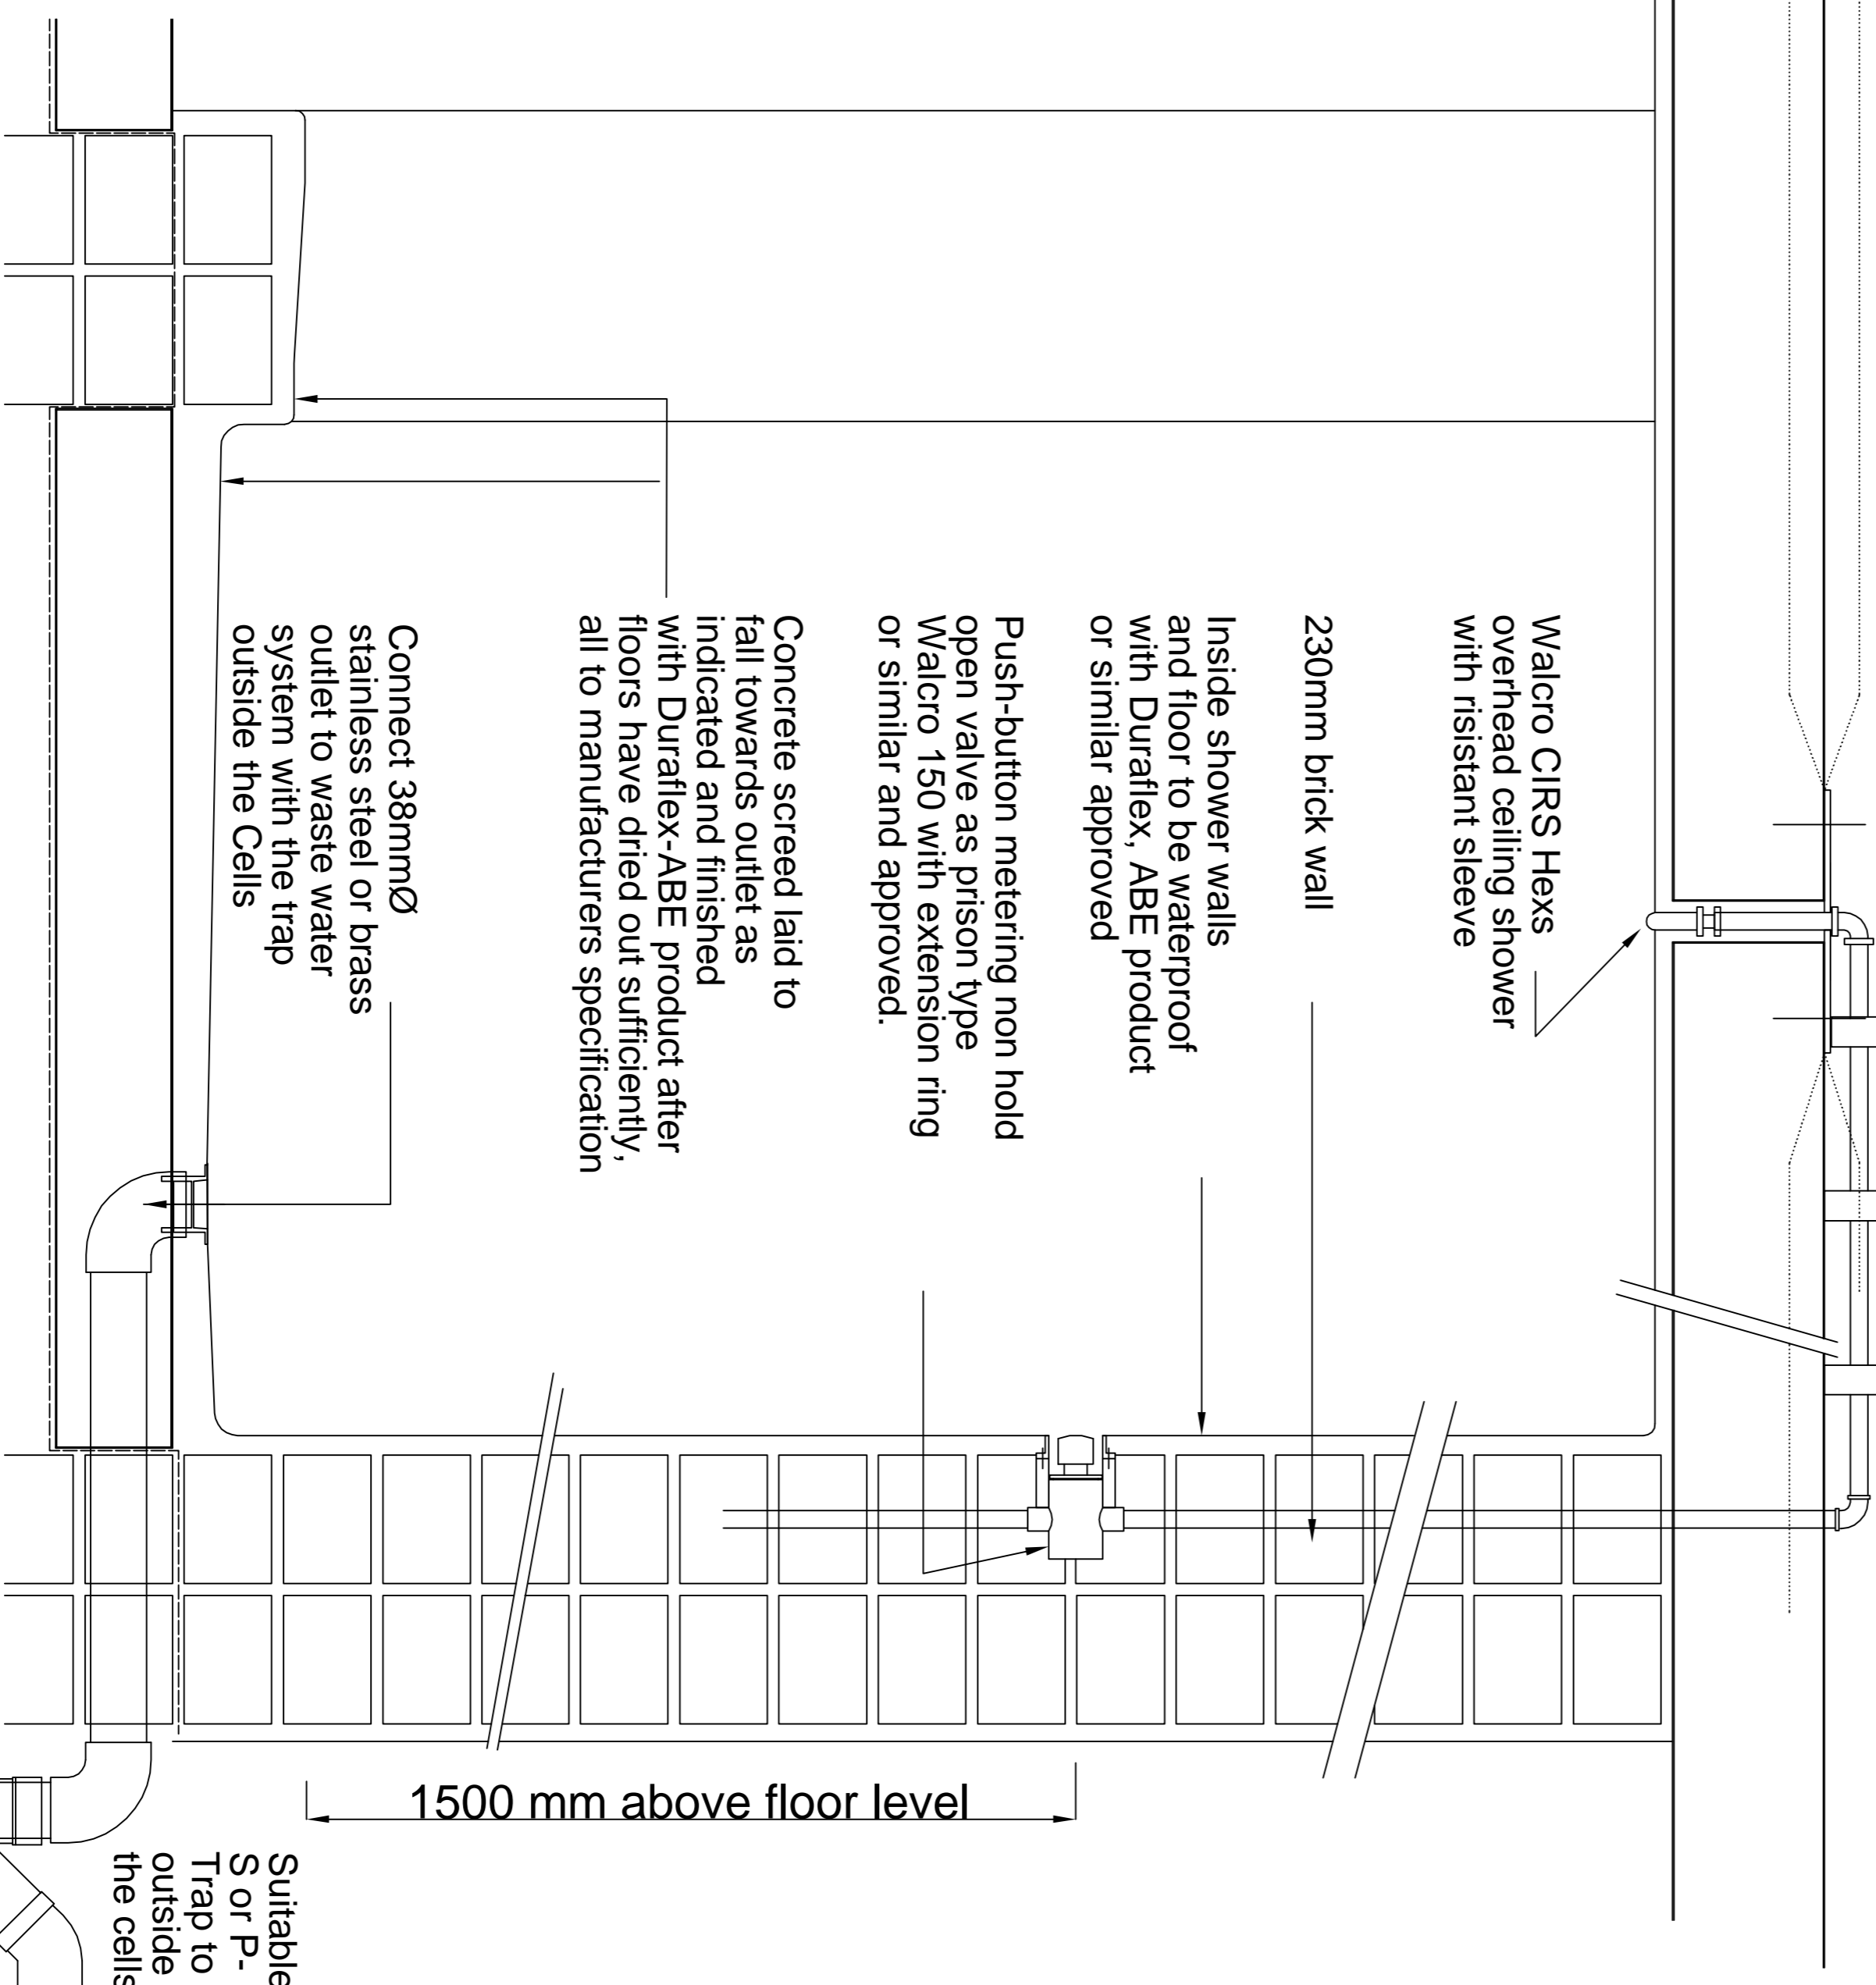 Walcro CIRS Hexs
overhead ceiling shower
with risistant sleeve
230mm brick wall
Inside shower walls
and floor to be waterproof
with Duraflex, ABE product
or similar approved
Push-button metering non hold
open valve as prison type
Walcro 150 with extension ring
or similar and approved.
Concrete screed laid to
fall towards outlet as
indicated and finished
with Duraflex-ABE product after
floors have dried out sufficiently,
all to manufacturers specification
Connect 38mmØ
stainless steel or brass
outlet to waste water
system with the trap
outside the Cells
1500 mm above floor level
Suitable
S or P-
Trap to
outside
the cells